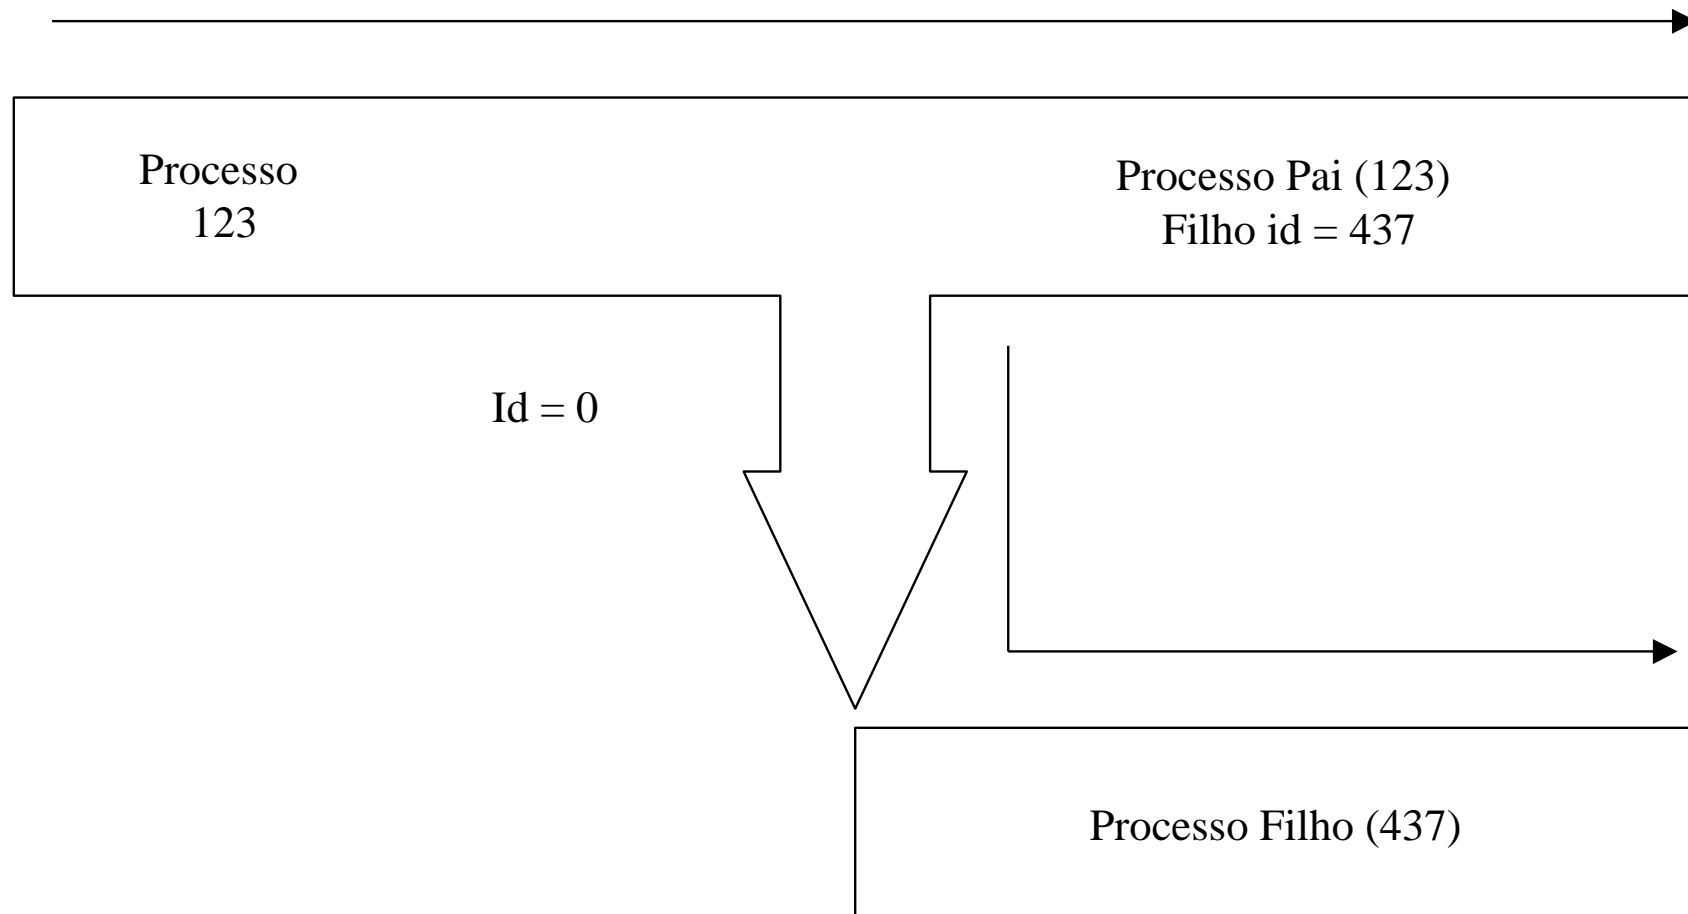 Processo
123
Processo Pai (123)
Filho id = 437
Id = 0
Processo Filho (437)